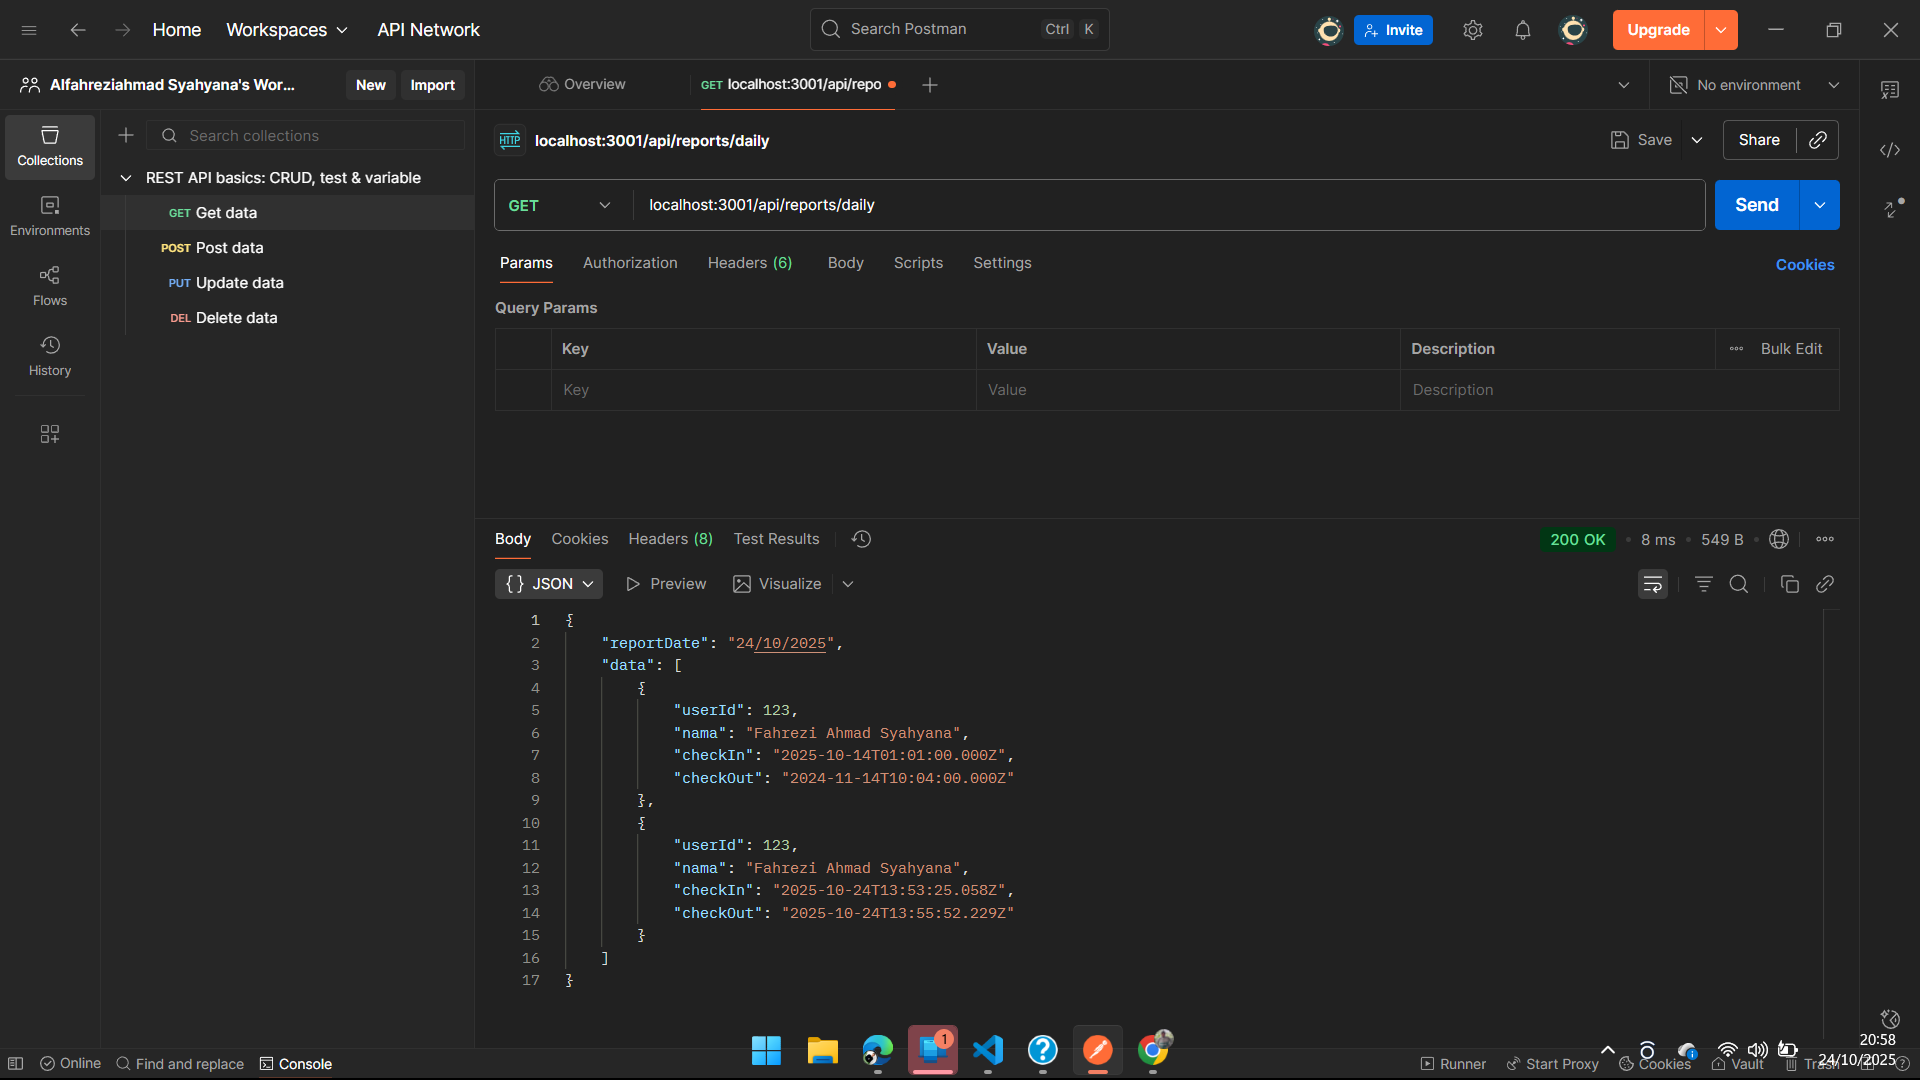 Home Workspaces API Network Search Postman Ctrl K Invite Upgrade
Alfahreziahmad Syahyana's Wor... New Import Overview GET localhost:3001/api/repo No environment
Collections
Environments
Flows
History
Search collections
REST API basics: CRUD, test & variable
GET Get data
POST Post data
PUT Update data
DEL Delete data
HTTP localhost:3001/api/reports/daily Save Share
GET localhost:3001/api/reports/daily Send
Params Authorization Headers (6) Body Scripts Settings Cookies
Query Params
Key Value Description Bulk Edit
Key Value Description
Body Cookies Headers (8) Test Results 200 OK • 8 ms • 549 B
{} JSON Preview Visualize
1 {
2 "reportDate": "24/10/2025",
3 "data": [
4 {
5 "userId": 123,
6 "nama": "Fahrezi Ahmad Syahyana",
7 "checkIn": "2025-10-14T01:01:00.000Z",
8 "checkOut": "2024-11-14T10:04:00.000Z"
9 },
10 {
11 "userId": 123,
12 "nama": "Fahrezi Ahmad Syahyana",
13 "checkIn": "2025-10-24T13:53:25.058Z",
14 "checkOut": "2025-10-24T13:55:52.229Z"
15 }
16 ]
17 }
Online Find and replace Console 1 Runner Start Proxy Cookies Vault Trash
20:58
24/10/2025